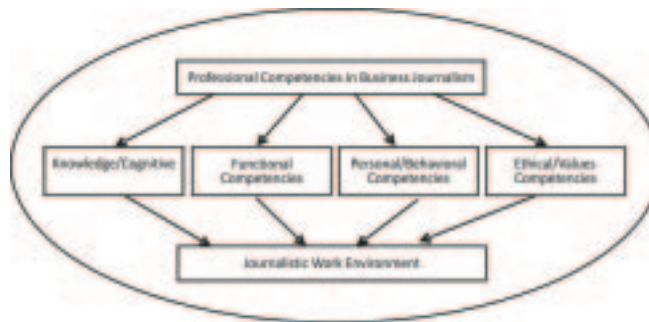 Professional Competencies in Business Journalism
Knowledge/Cognitive
Functional
Competencies
Personal/Behavioral
Competencies
Ethical/Values
Competencies
Journalistic Work Environment